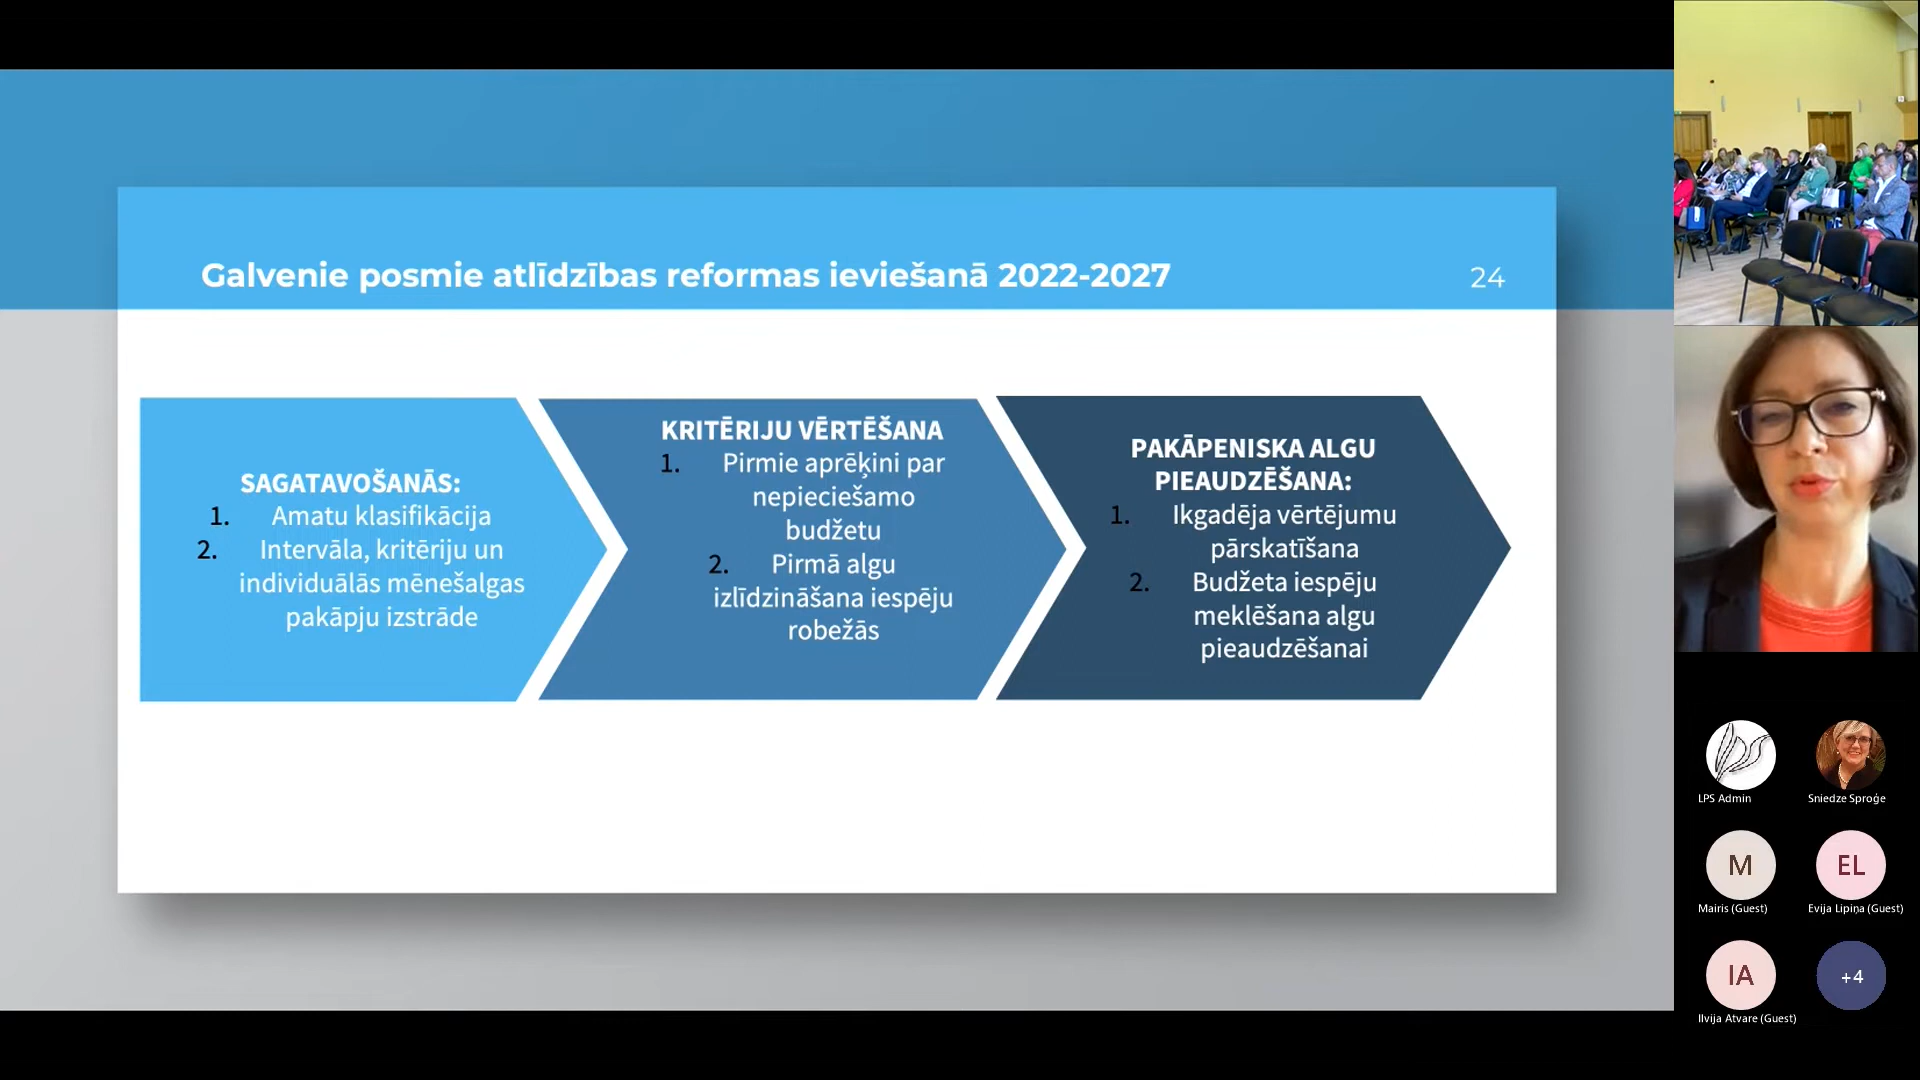 Galvenie posmie atlīdzības reformas ieviešanā 2022-2027
24
SAGATAVOŠANĀS:
1. Amatu klasifikācija
2. Intervāla, kritēriju un
individuālās mēnešalgas
pakāpju izstrāde
KRITĒRIJU VĒRTĒŠANA
1. Pirmie aprēķini par
nepieciešamo
budžetu
2. Pirmā algu
izlīdzināšana iespēju
robežās
PAKĀPENISKA ALGU
PIEAUDZĒŠANA:
1. Ikgadēja vērtējumu
pārskatīšana
2. Budžeta iespēju
meklēšana algu
pieaudzēšanai
LPS Admin
Sniedze Sproģe
M
EL
Mairis (Guest)
Evija Lipiņa (Guest)
IA
+4
Ilvija Atvare (Guest)